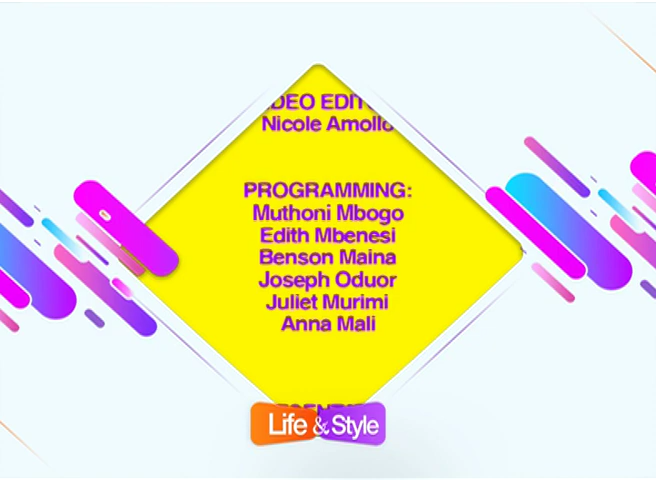 Nicole Amollo
PROGRAMMING:
Muthoni Mbogo
Edith Mbenesi
Benson Maina
Joseph Oduor
Juliet Murimi
Anna Mali
Life & Style